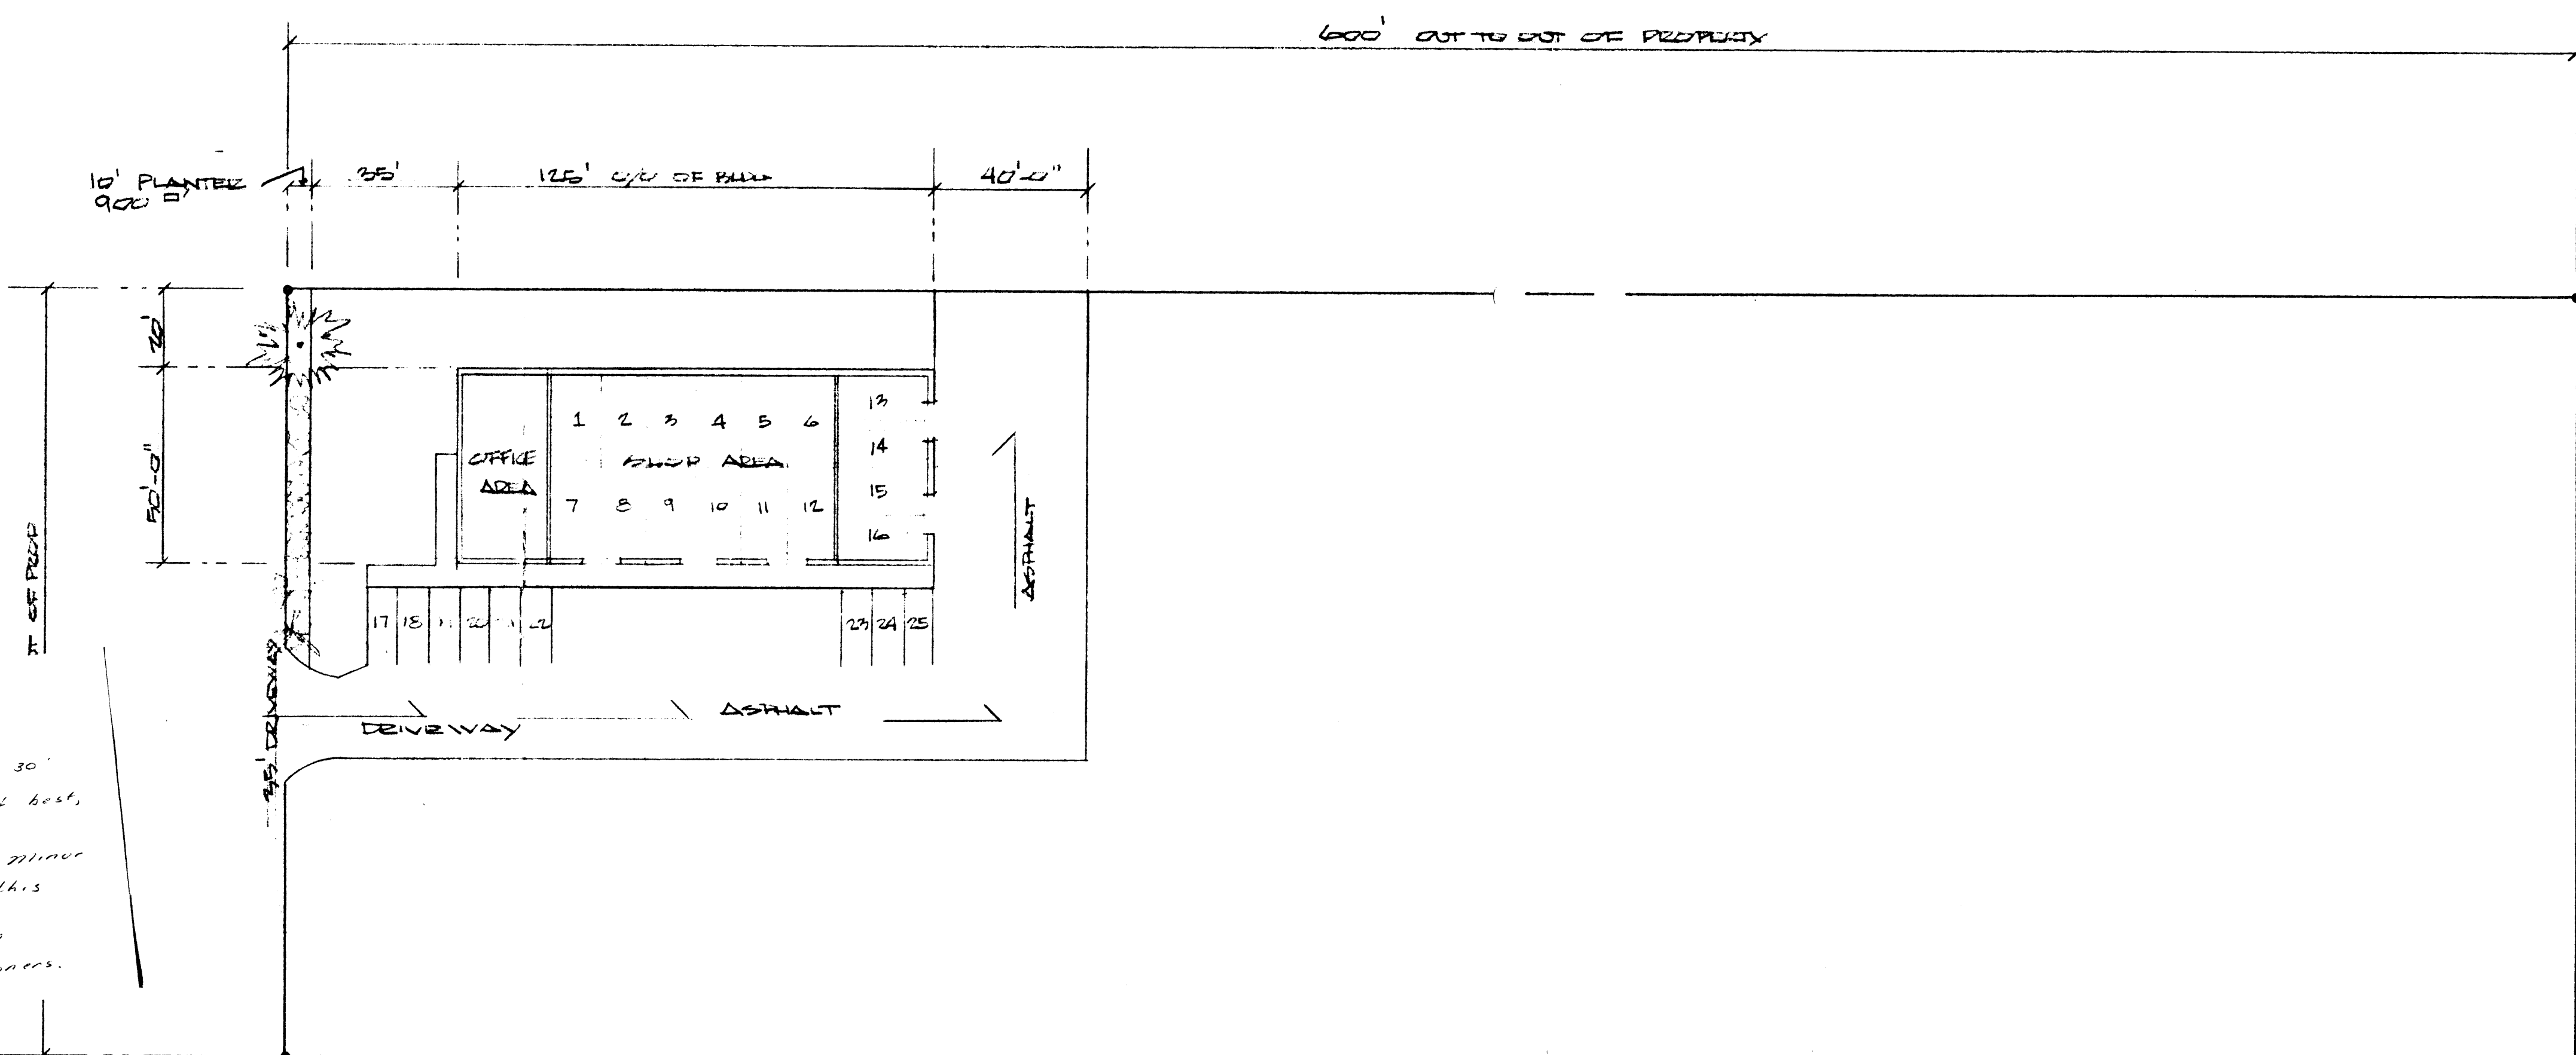 600' OUT TO OUT OF PROPERTY
10' PLANTER
900
35'
125' O/O OF BLDG
40'-0"
20'
50'-0"
OF PROP
OFFICE
AREA
1 2 3 4 5 6
SHOP AREA
7 8 9 10 11 12
13
14
15
16
ASPHALT
17 18 20 22
23 24 25
DRIVEWAY
ASPHALT
DRIVEWAY
30'
best,
minor
this